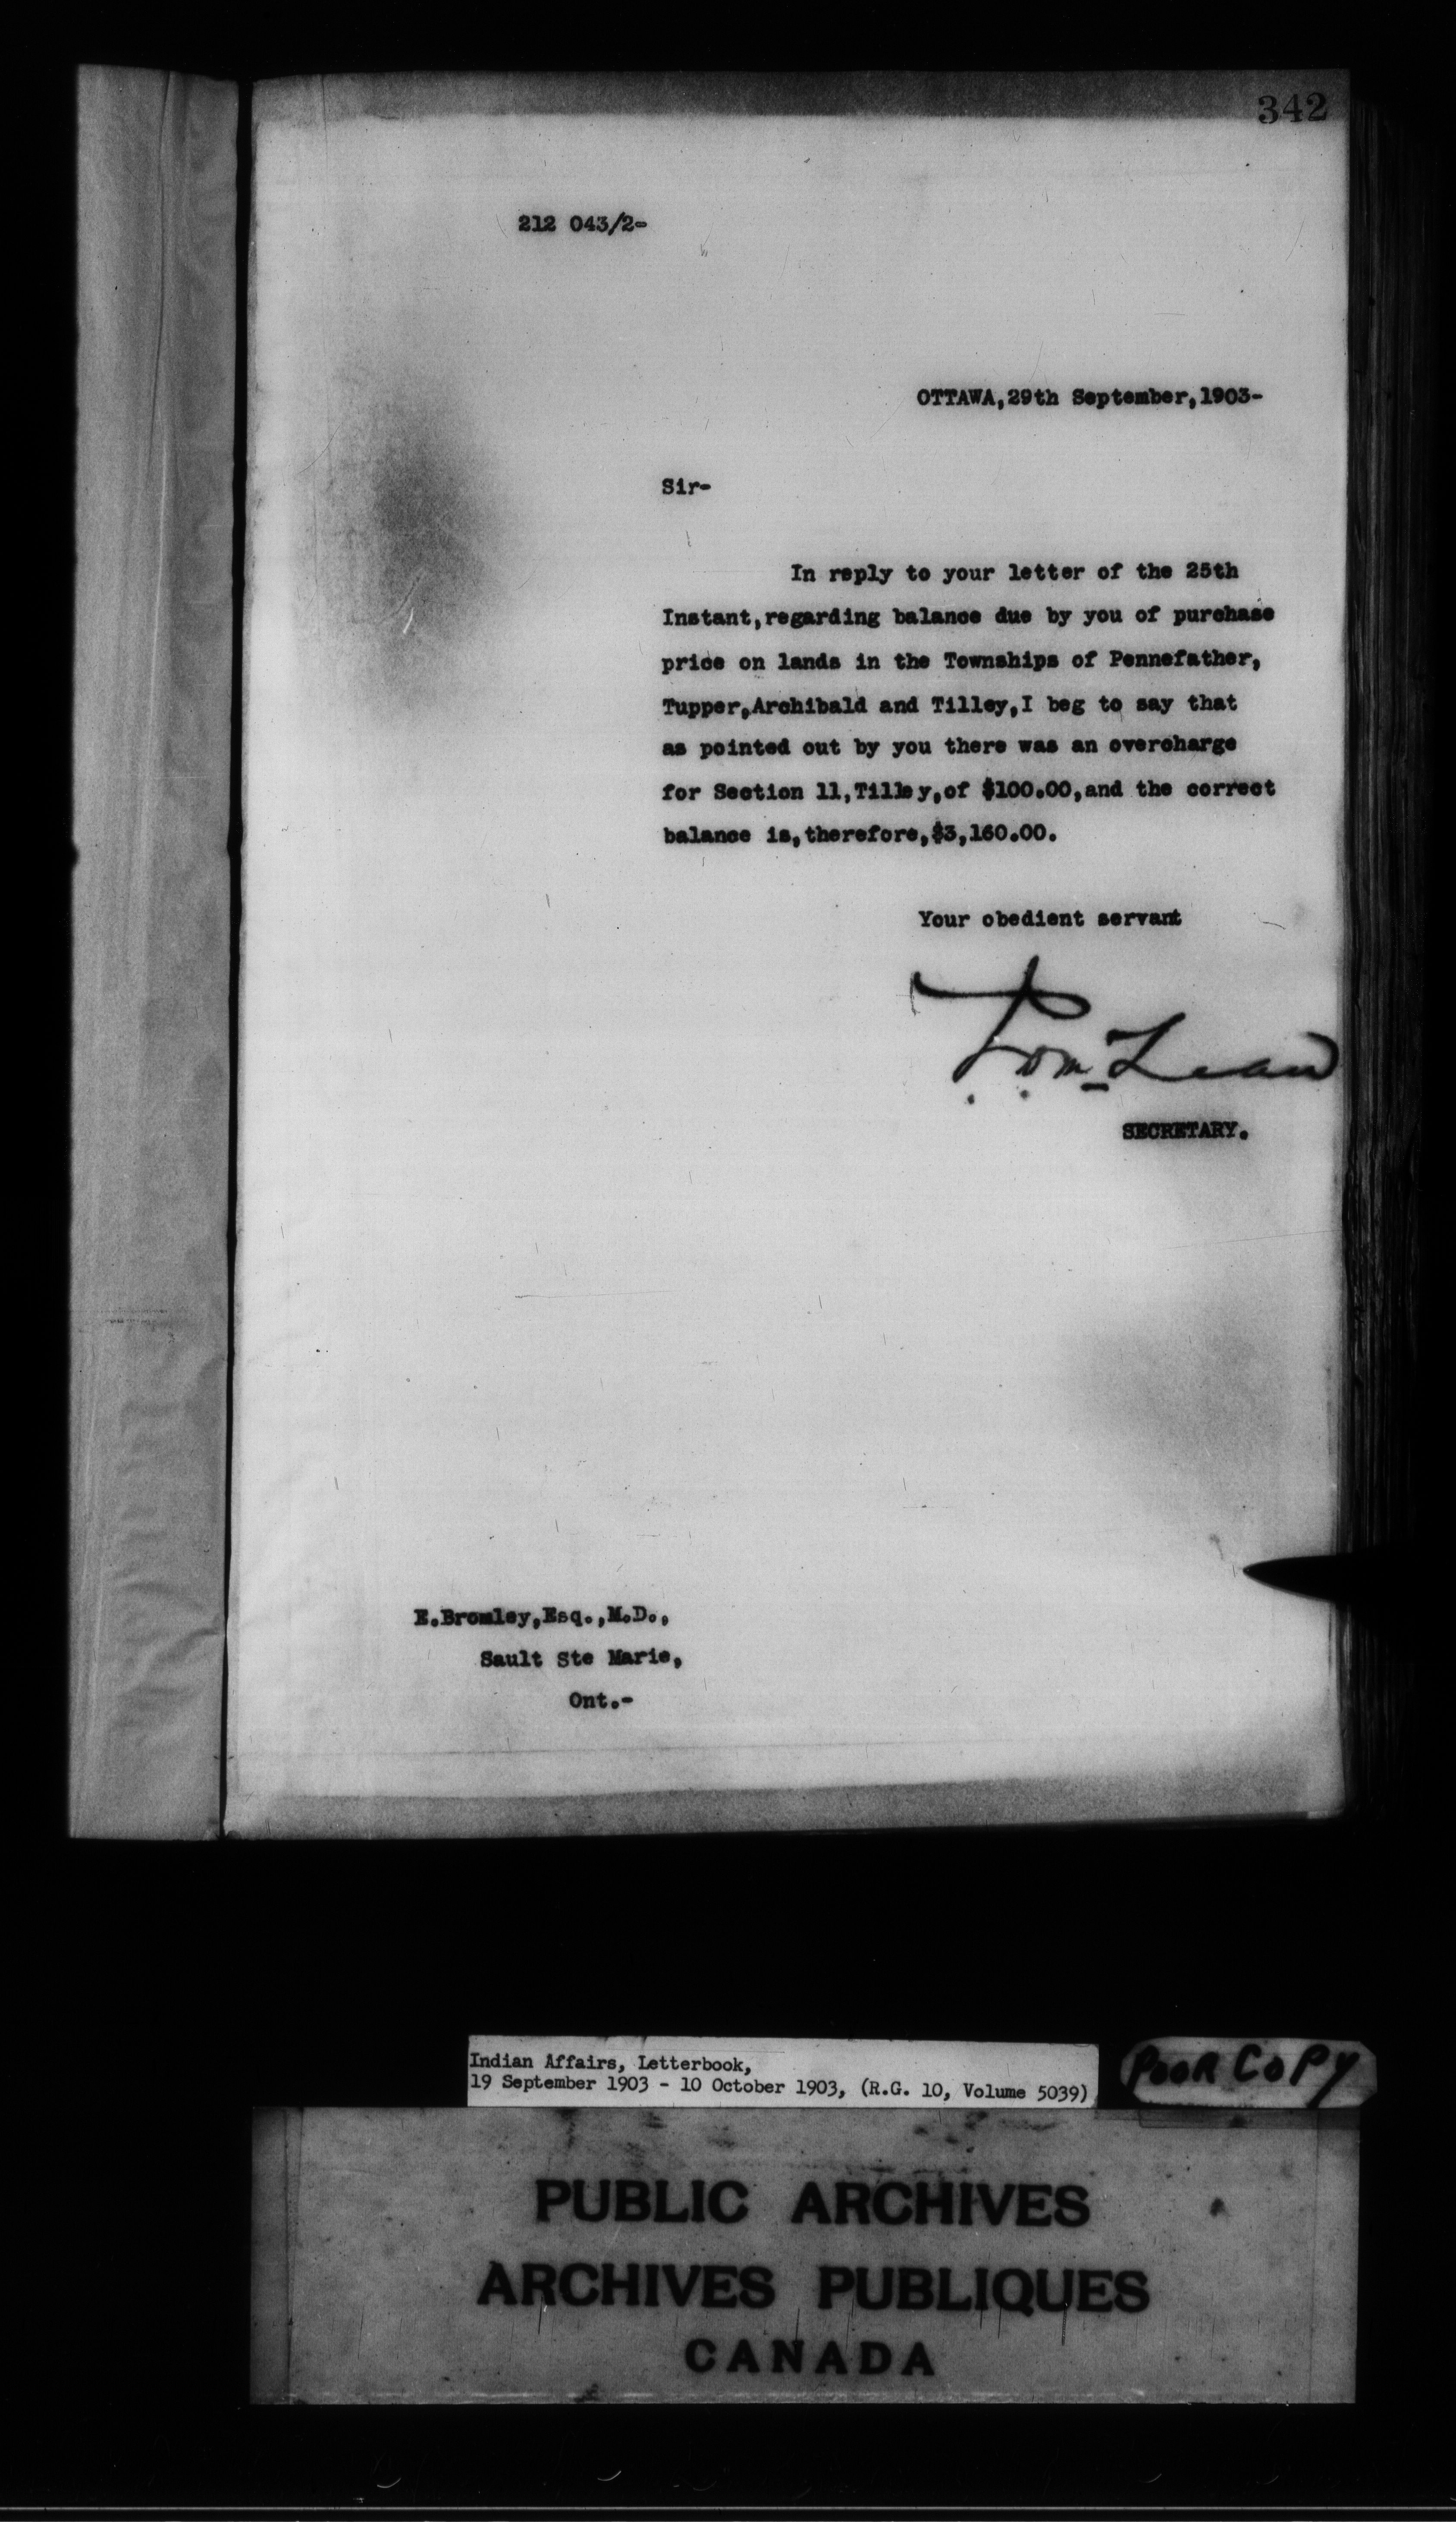 342
212 043/2-
OTTAWA,29th September,1903-
Sir-
In reply to your letter of the 25th
Instant,regarding balance due by you of purchase
price on lands in the Townships of Pennefather,
Tupper,Archibald and Tilley,I beg to say that
as pointed out by you there was an overcharge
for Section 11,Tilley,of $100.00,and the correct
balance is,therefore,$3,160.00.
Your obedient servant
SECRETARY.
E.Bromley,Esq.,M.D.,
Sault Ste Marie,
Ont.-
Indian Affairs, Letterbook,
19 September 1903 - 10 October 1903, (R.G. 10, Volume 5039)
POOR COPY
PUBLIC ARCHIVES
ARCHIVES PUBLIQUES
CANADA